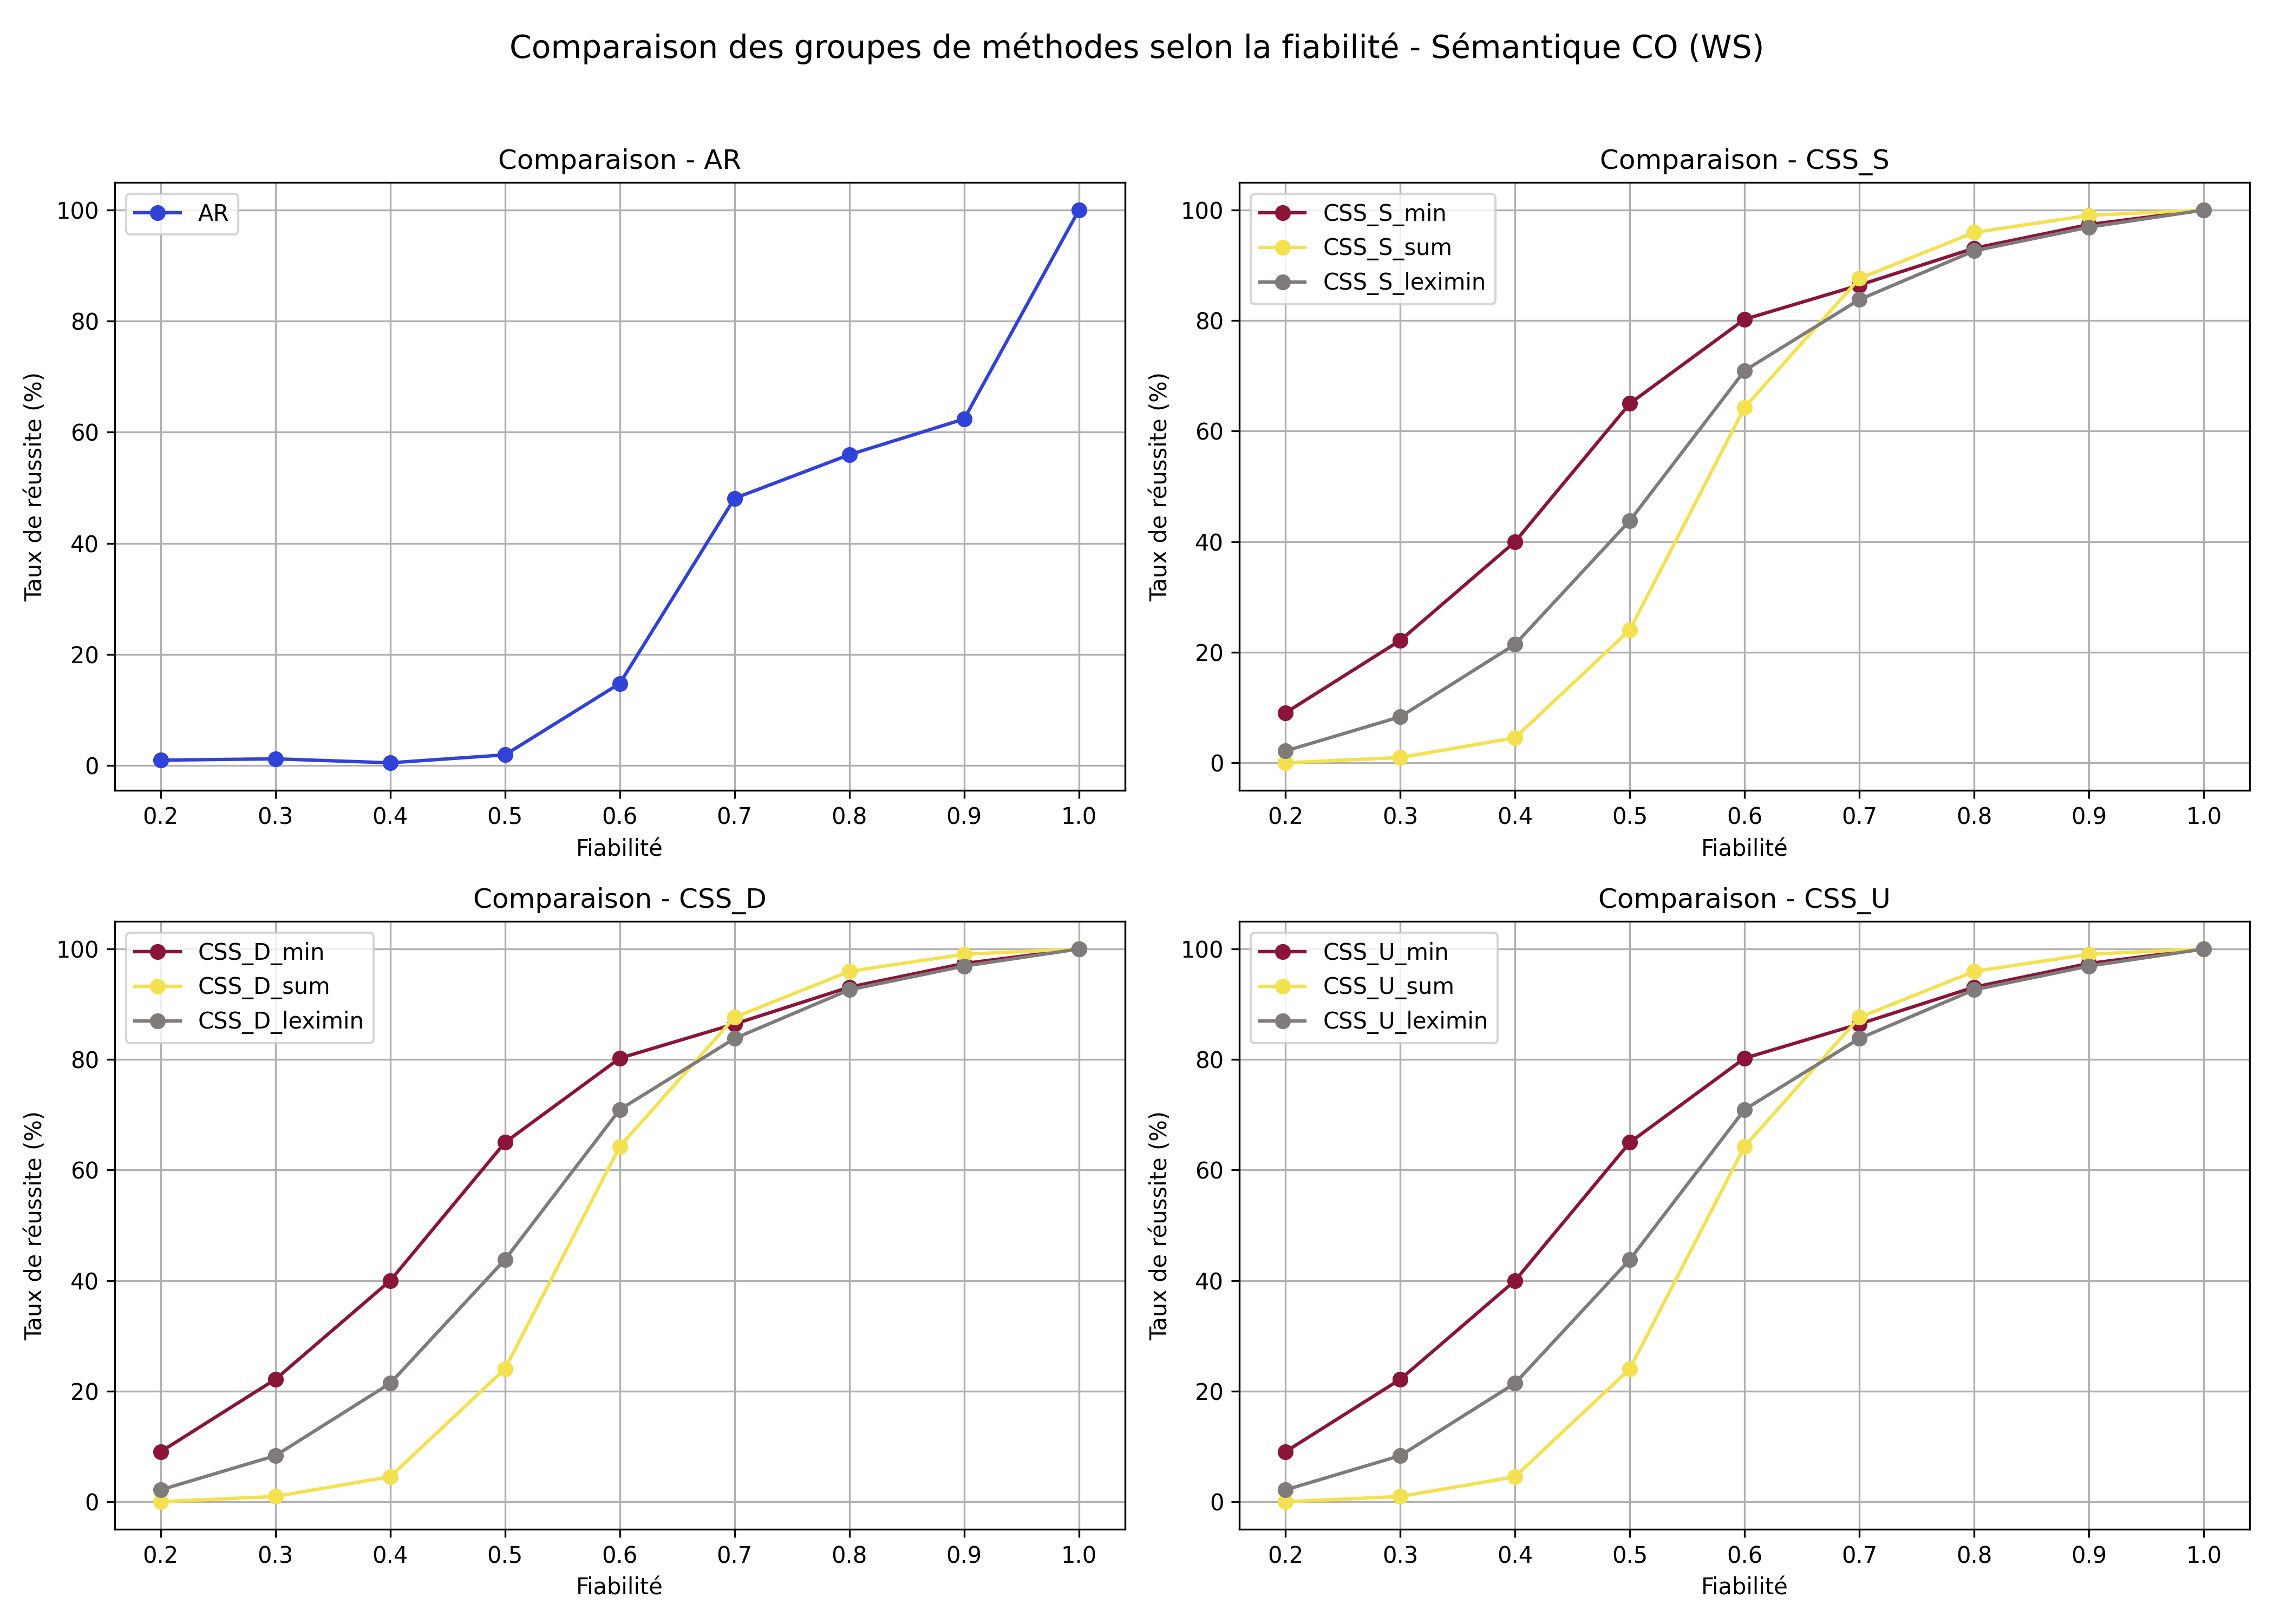 Comparaison des groupes de méthodes selon la fiabilité - Sémantique CO (WS)
Comparaison - AR
AR
Taux de réussite (%)
100
80
60
40
20
0
0.2 0.3 0.4 0.5 0.6 0.7 0.8 0.9 1.0
Fiabilité
Comparaison - CSS_S
CSS_S_min
CSS_S_sum
CSS_S_leximin
Taux de réussite (%)
100
80
60
40
20
0
0.2 0.3 0.4 0.5 0.6 0.7 0.8 0.9 1.0
Fiabilité
Comparaison - CSS_D
CSS_D_min
CSS_D_sum
CSS_D_leximin
Taux de réussite (%)
100
80
60
40
20
0
0.2 0.3 0.4 0.5 0.6 0.7 0.8 0.9 1.0
Fiabilité
Comparaison - CSS_U
CSS_U_min
CSS_U_sum
CSS_U_leximin
Taux de réussite (%)
100
80
60
40
20
0
0.2 0.3 0.4 0.5 0.6 0.7 0.8 0.9 1.0
Fiabilité